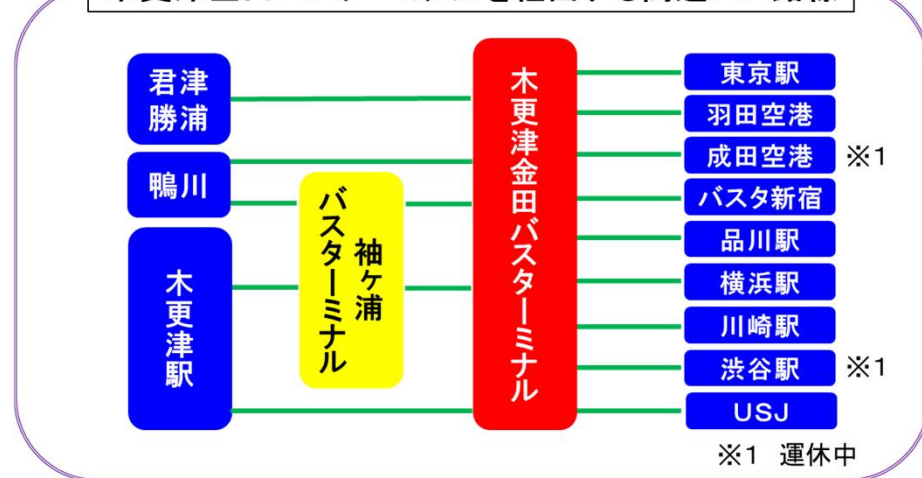 君津
勝浦
鴨川
木更津駅
袖ヶ浦
バスターミナル
木更津金田バスターミナル
東京駅
羽田空港
成田空港 ※1
バスタ新宿
品川駅
横浜駅
川崎駅
渋谷駅 ※1
USJ
※1 運休中